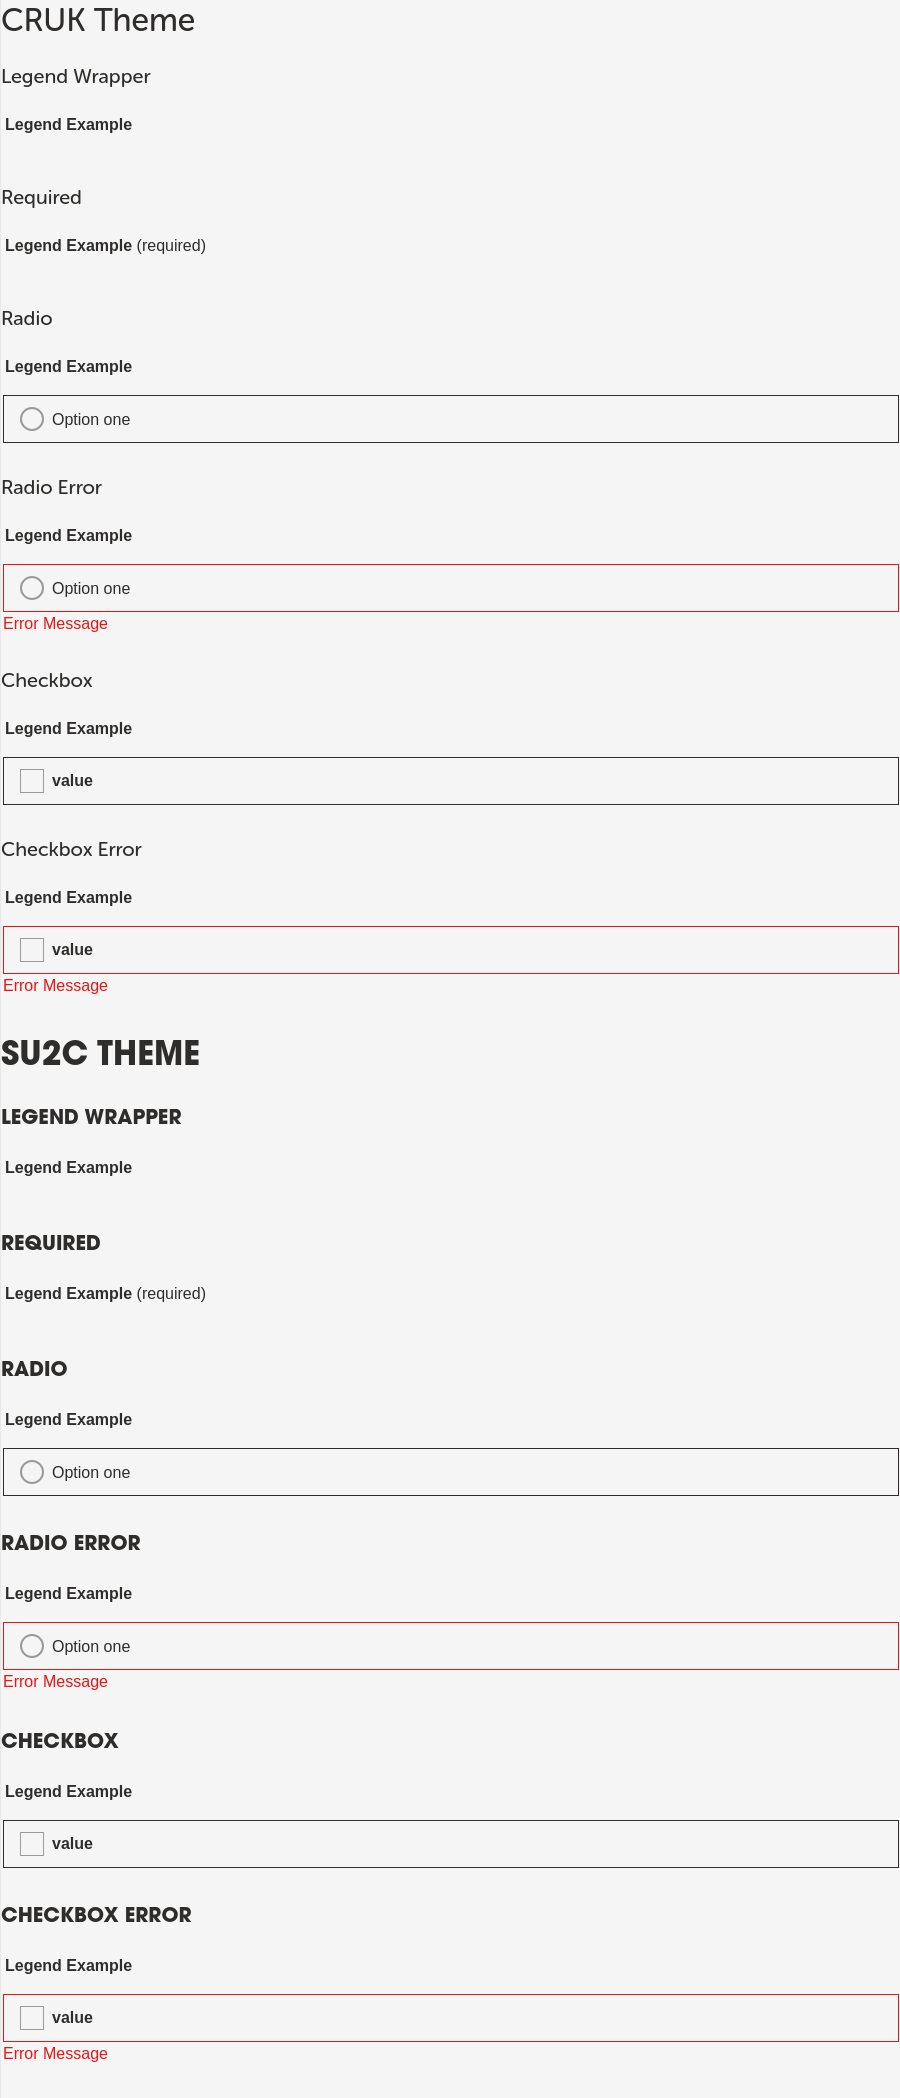 CRUK Theme
Legend Wrapper
Legend Example
Required
Legend Example (required)
Radio
Legend Example
Option one
Radio Error
Legend Example
Option one
Error Message
Checkbox
Legend Example
value
Checkbox Error
Legend Example
value
Error Message
SU2C THEME
LEGEND WRAPPER
Legend Example
REQUIRED
Legend Example (required)
RADIO
Legend Example
Option one
RADIO ERROR
Legend Example
Option one
Error Message
CHECKBOX
Legend Example
value
CHECKBOX ERROR
Legend Example
value
Error Message